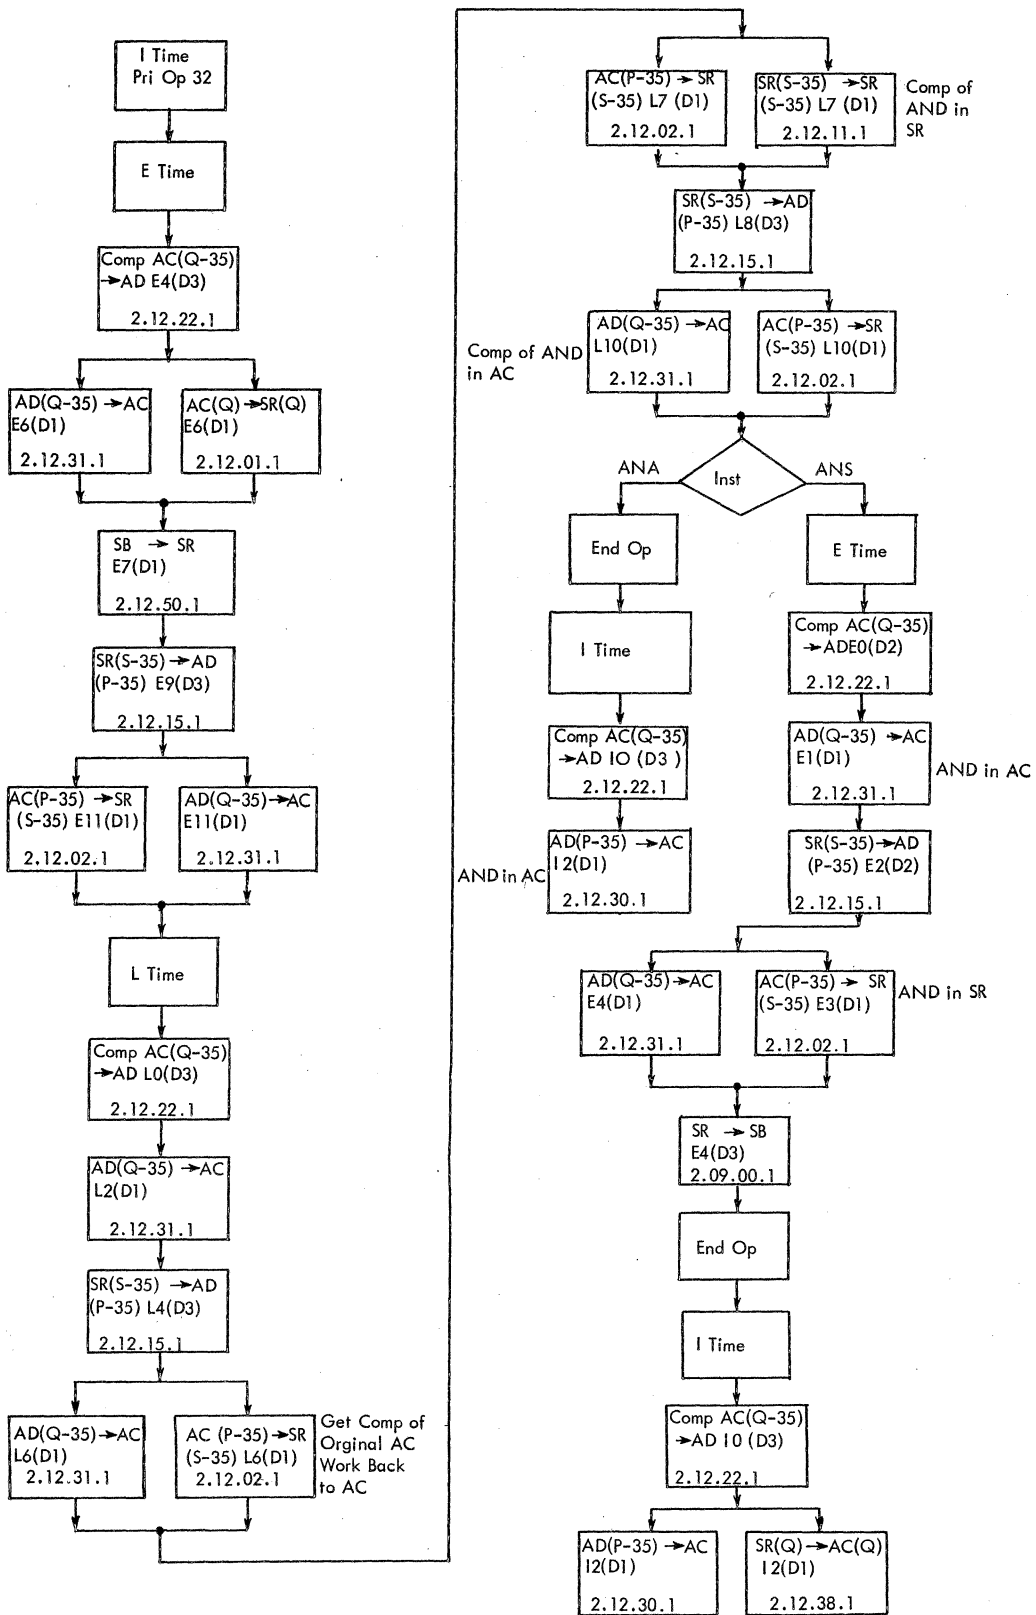 I Time
Pri Op 32
E Time
Comp AC(Q-35)
→AD E4(D3)
2.12.22.1
AD(Q-35) →AC
E6(D1)
2.12.31.1
AC(Q) →SR(Q)
E6(D1)
2.12.01.1
SB → SR
E7(D1)
2.12.50.1
SR(S-35) →AD
(P-35) E9(D3)
2.12.15.1
AC(P-35) →SR
(S-35) E11(D1)
2.12.02.1
AD(Q-35)→AC
E11(D1)
2.12.31.1
L Time
Comp AC(Q-35)
→AD L0(D3)
2.12.22.1
AD(Q-35) →AC
L2(D1)
2.12.31.1
SR(S-35) →AD
(P-35) L4(D3)
2.12.15.1
AD(Q-35)→AC
L6(D1)
2.12.31.1
AC (P-35)→SR
(S-35) L6(D1)
2.12.02.1
Get Comp of
Orginal AC
Work Back
to AC
AC(P-35) → SR
(S-35) L7 (D1)
2.12.02.1
SR(S-35) →SR
(S-35) L7 (D1)
2.12.11.1
Comp of
AND in
SR
SR(S-35) →AD
(P-35) L8(D3)
2.12.15.1
Comp of AND
in AC
AD(Q-35) →AC
L10(D1)
2.12.31.1
AC(P-35) →SR
(S-35) L10(D1)
2.12.02.1
ANA
Inst
ANS
End Op
I Time
Comp AC(Q-35)
→AD IO (D3 )
2.12.22.1
AND in AC
AD(P-35) →AC
I2(D1)
2.12.30.1
E Time
Comp AC(Q-35)
→ADE0(D2)
2.12.22.1
AD(Q-35) →AC
E1(D1)
2.12.31.1
AND in AC
SR(S-35)→AD
(P-35) E2(D2)
2.12.15.1
AD(Q-35)→AC
E4(D1)
2.12.31.1
AC(P-35) → SR
(S-35) E3(D1)
2.12.02.1
AND in SR
SR → SB
E4(D3)
2.09.00.1
End Op
I Time
Comp AC(Q-35)
→AD I0 (D3)
2.12.22.1
AD(P-35) →AC
I2(D1)
2.12.30.1
SR(Q) →AC(Q)
I2(D1)
2.12.38.1